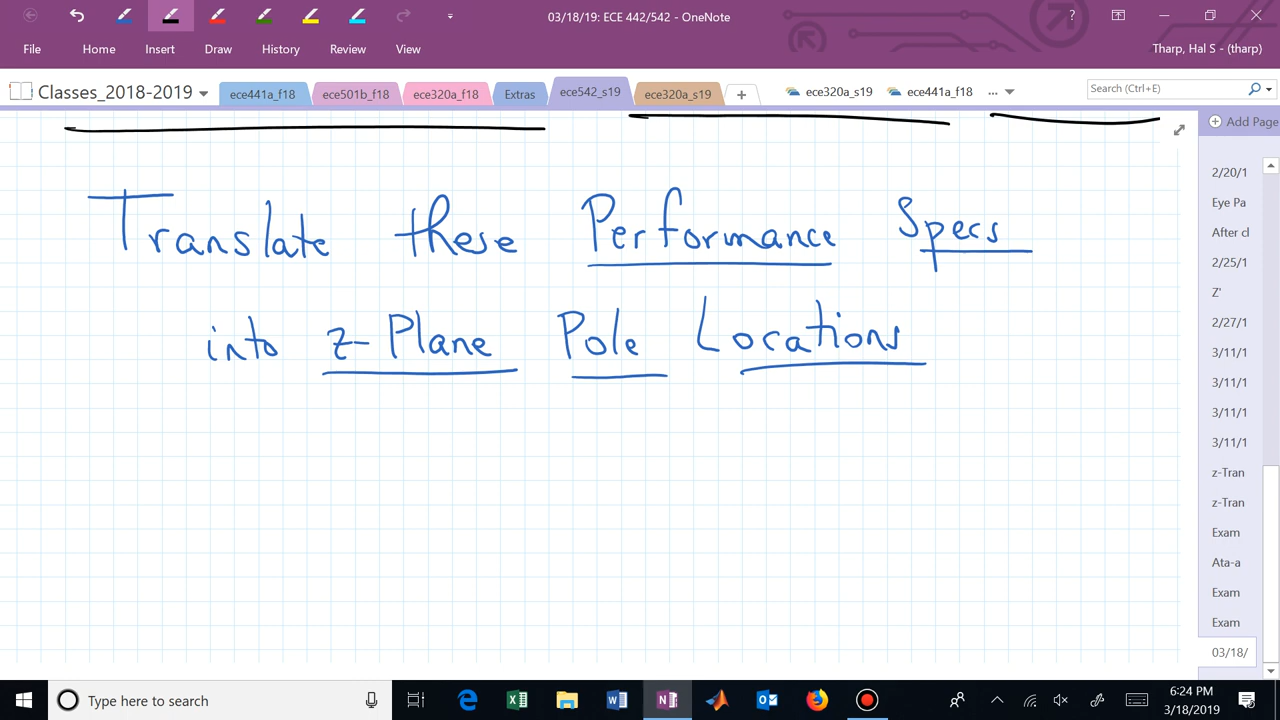 03/18/19: ECE 442/542 - OneNote
?
File Home Insert Draw History Review View
Tharp, Hal S - (tharp)
Classes_2018-2019 ece441a_f18 ece501b_f18 ece320a_f18 Extras ece542_s19 ece320a_s19 + ece320a_s19 ece441a_f18 ...
Search (Ctrl+E)
Add Page
Translate these Performance Specs
into z-Plane Pole Locations
2/20/1
Eye Pa
After cl
2/25/1
Z'
2/27/1
3/11/1
3/11/1
3/11/1
3/11/1
z-Tran
z-Tran
Exam
Ata-a
Exam
Exam
03/18/
Type here to search
6:24 PM
3/18/2019